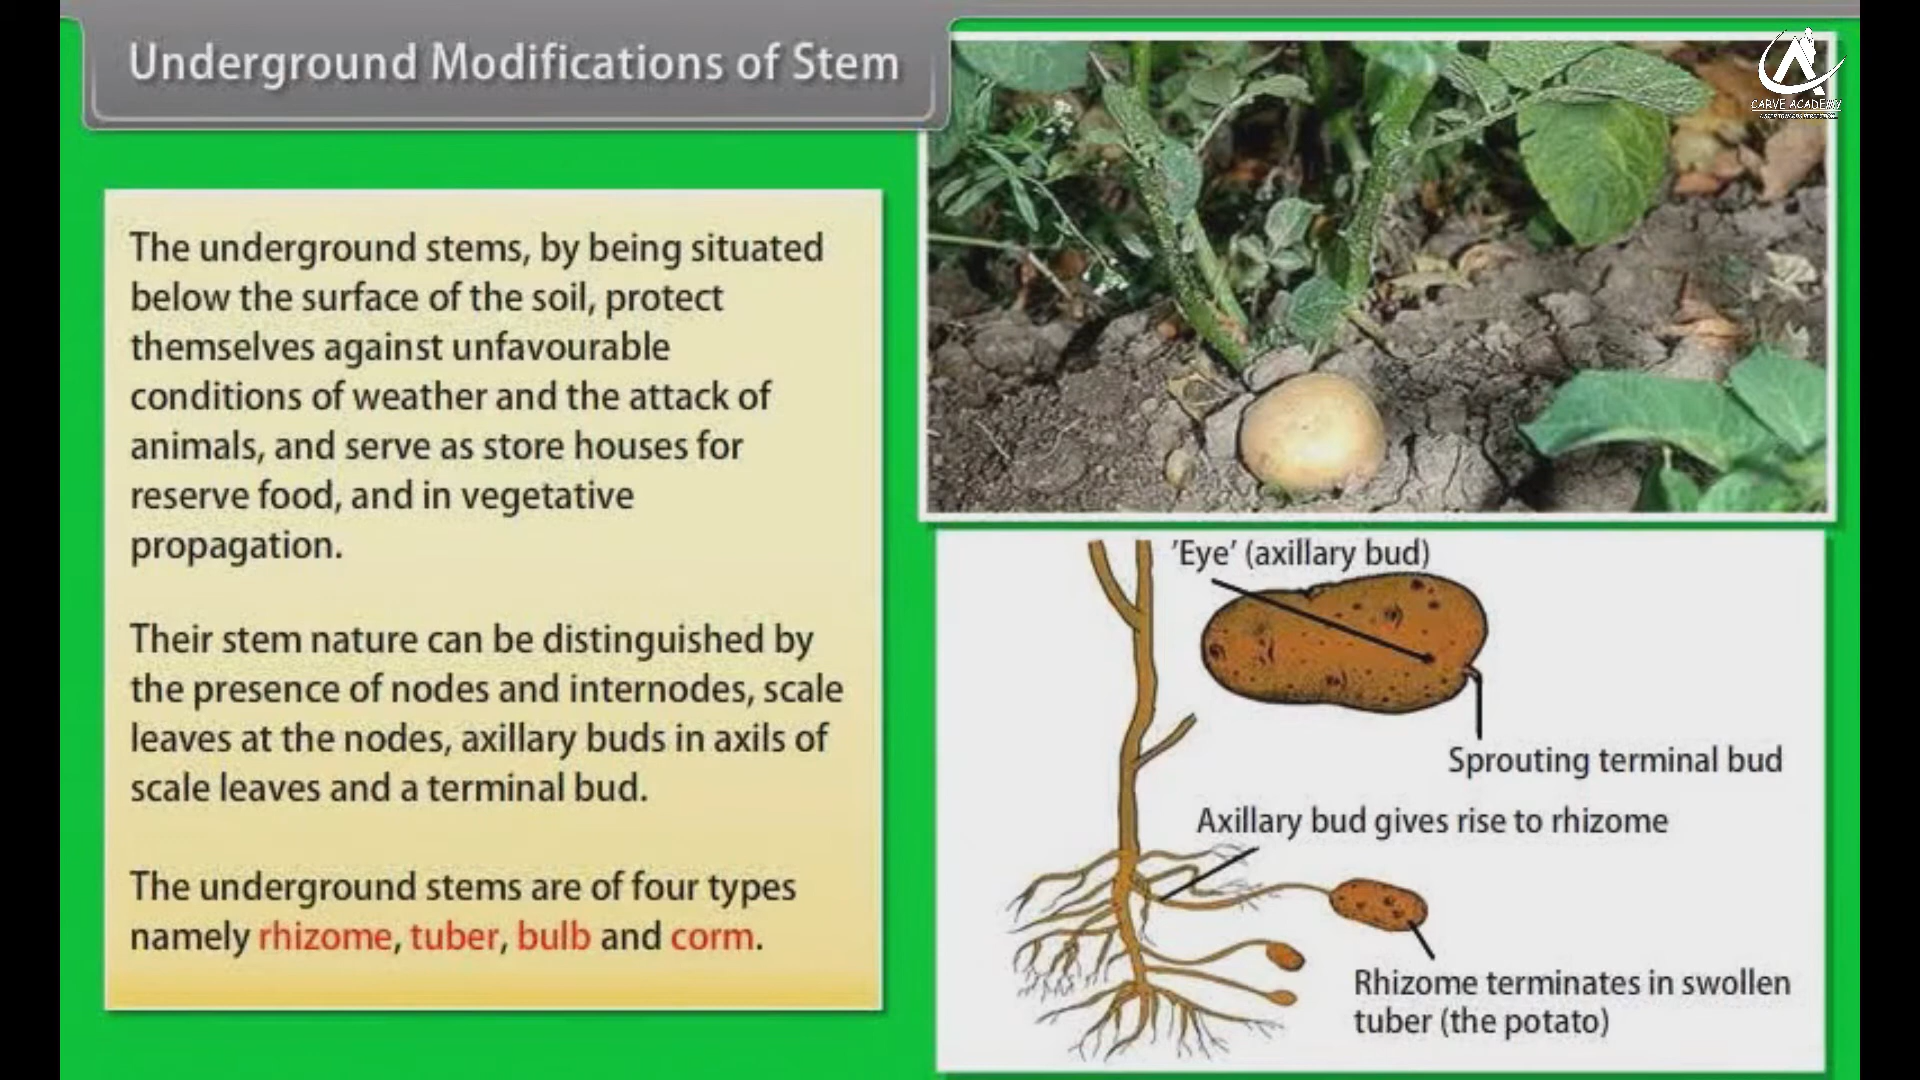 Underground Modifications of Stem
CARVE ACADEMY
The underground stems, by being situated
below the surface of the soil, protect
themselves against unfavourable
conditions of weather and the attack of
animals, and serve as store houses for
reserve food, and in vegetative
propagation.
Their stem nature can be distinguished by
the presence of nodes and internodes, scale
leaves at the nodes, axillary buds in axils of
scale leaves and a terminal bud.
The underground stems are of four types
namely rhizome, tuber, bulb and corm.
'Eye' (axillary bud)
Sprouting terminal bud
Axillary bud gives rise to rhizome
Rhizome terminates in swollen
tuber (the potato)